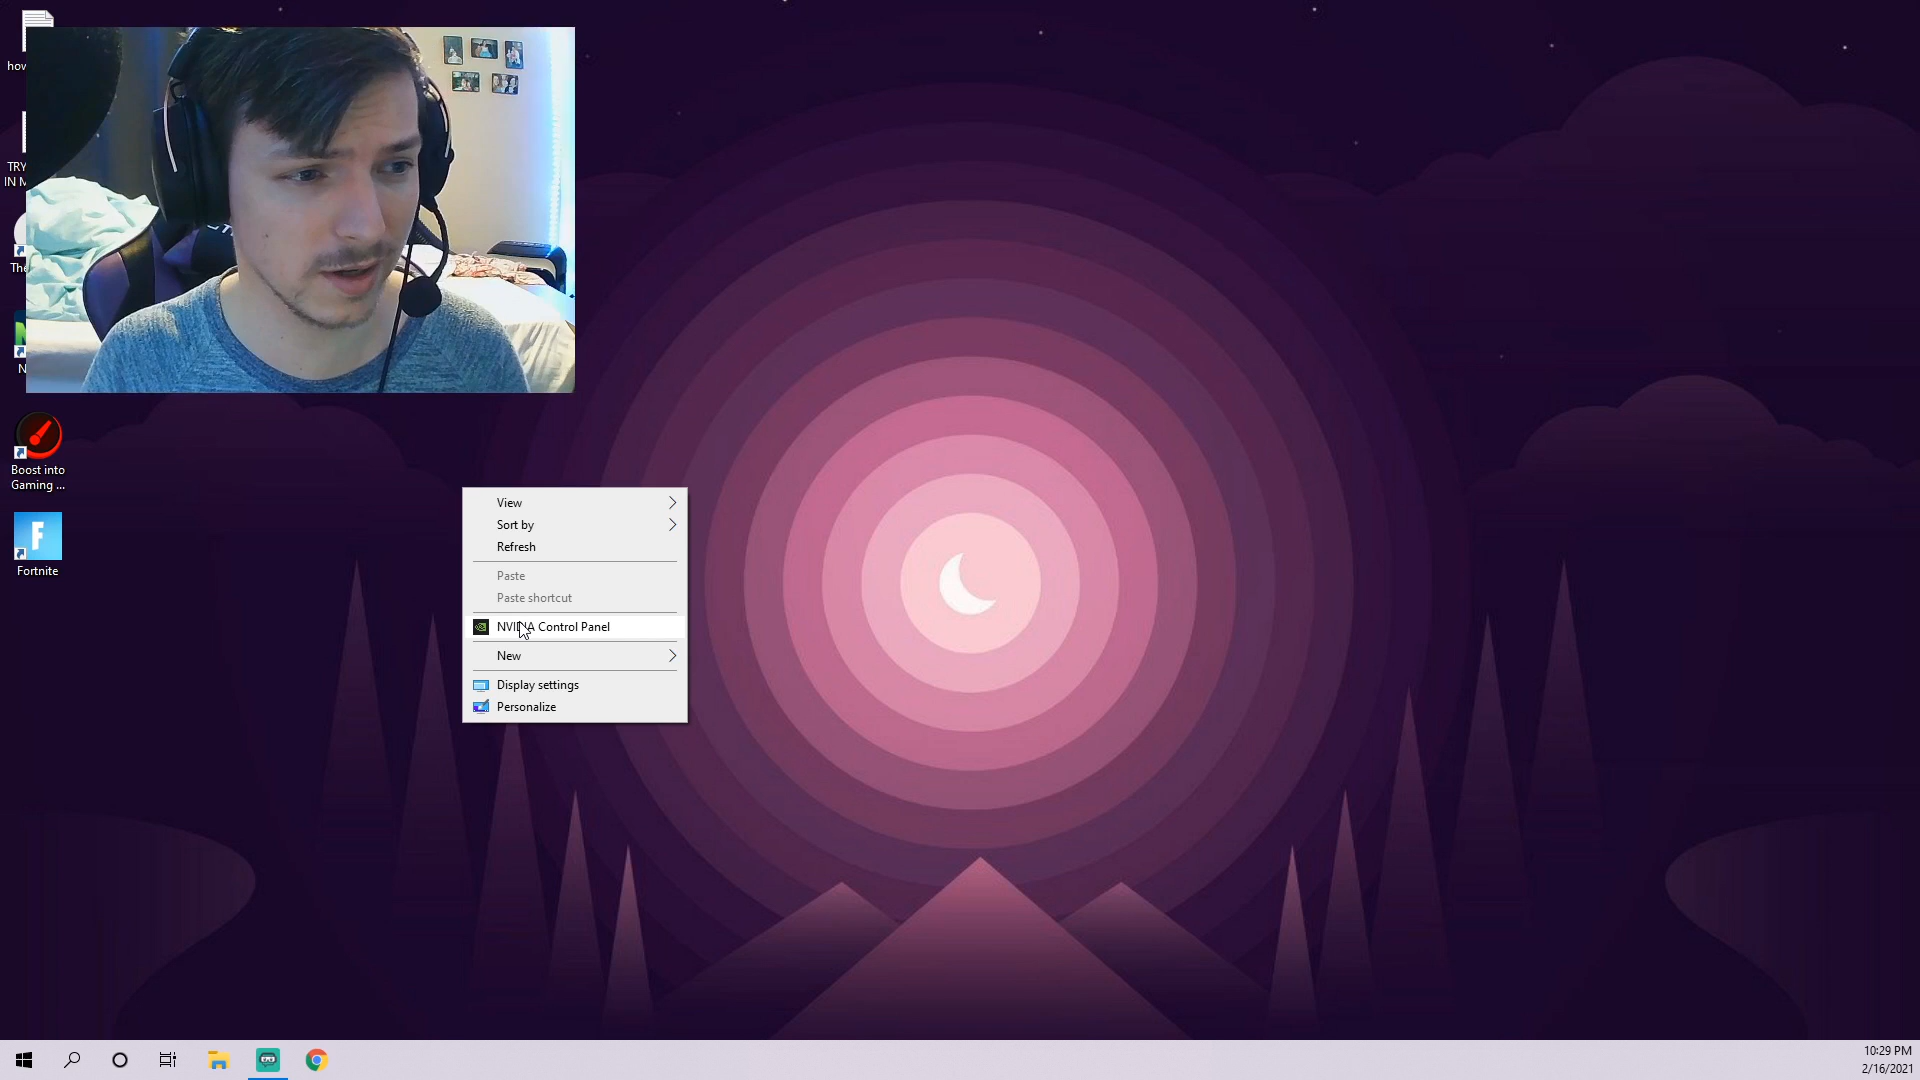 how
TRY
IN M
The
N
Boost into
Gaming ...
F
Fortnite
View
Sort by
Refresh
Paste
Paste shortcut
NVIDIA Control Panel
New
Display settings
Personalize
10:29 PM
2/16/2021